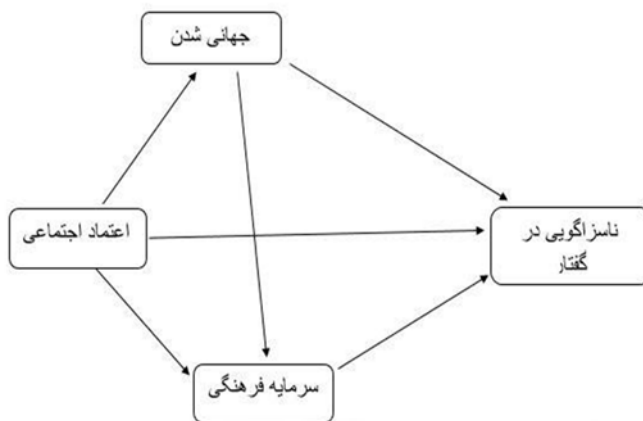 جهانی شدن
اعتماد اجتماعی
ناسزاگویی در
گفتار
سرمایه فرهنگی